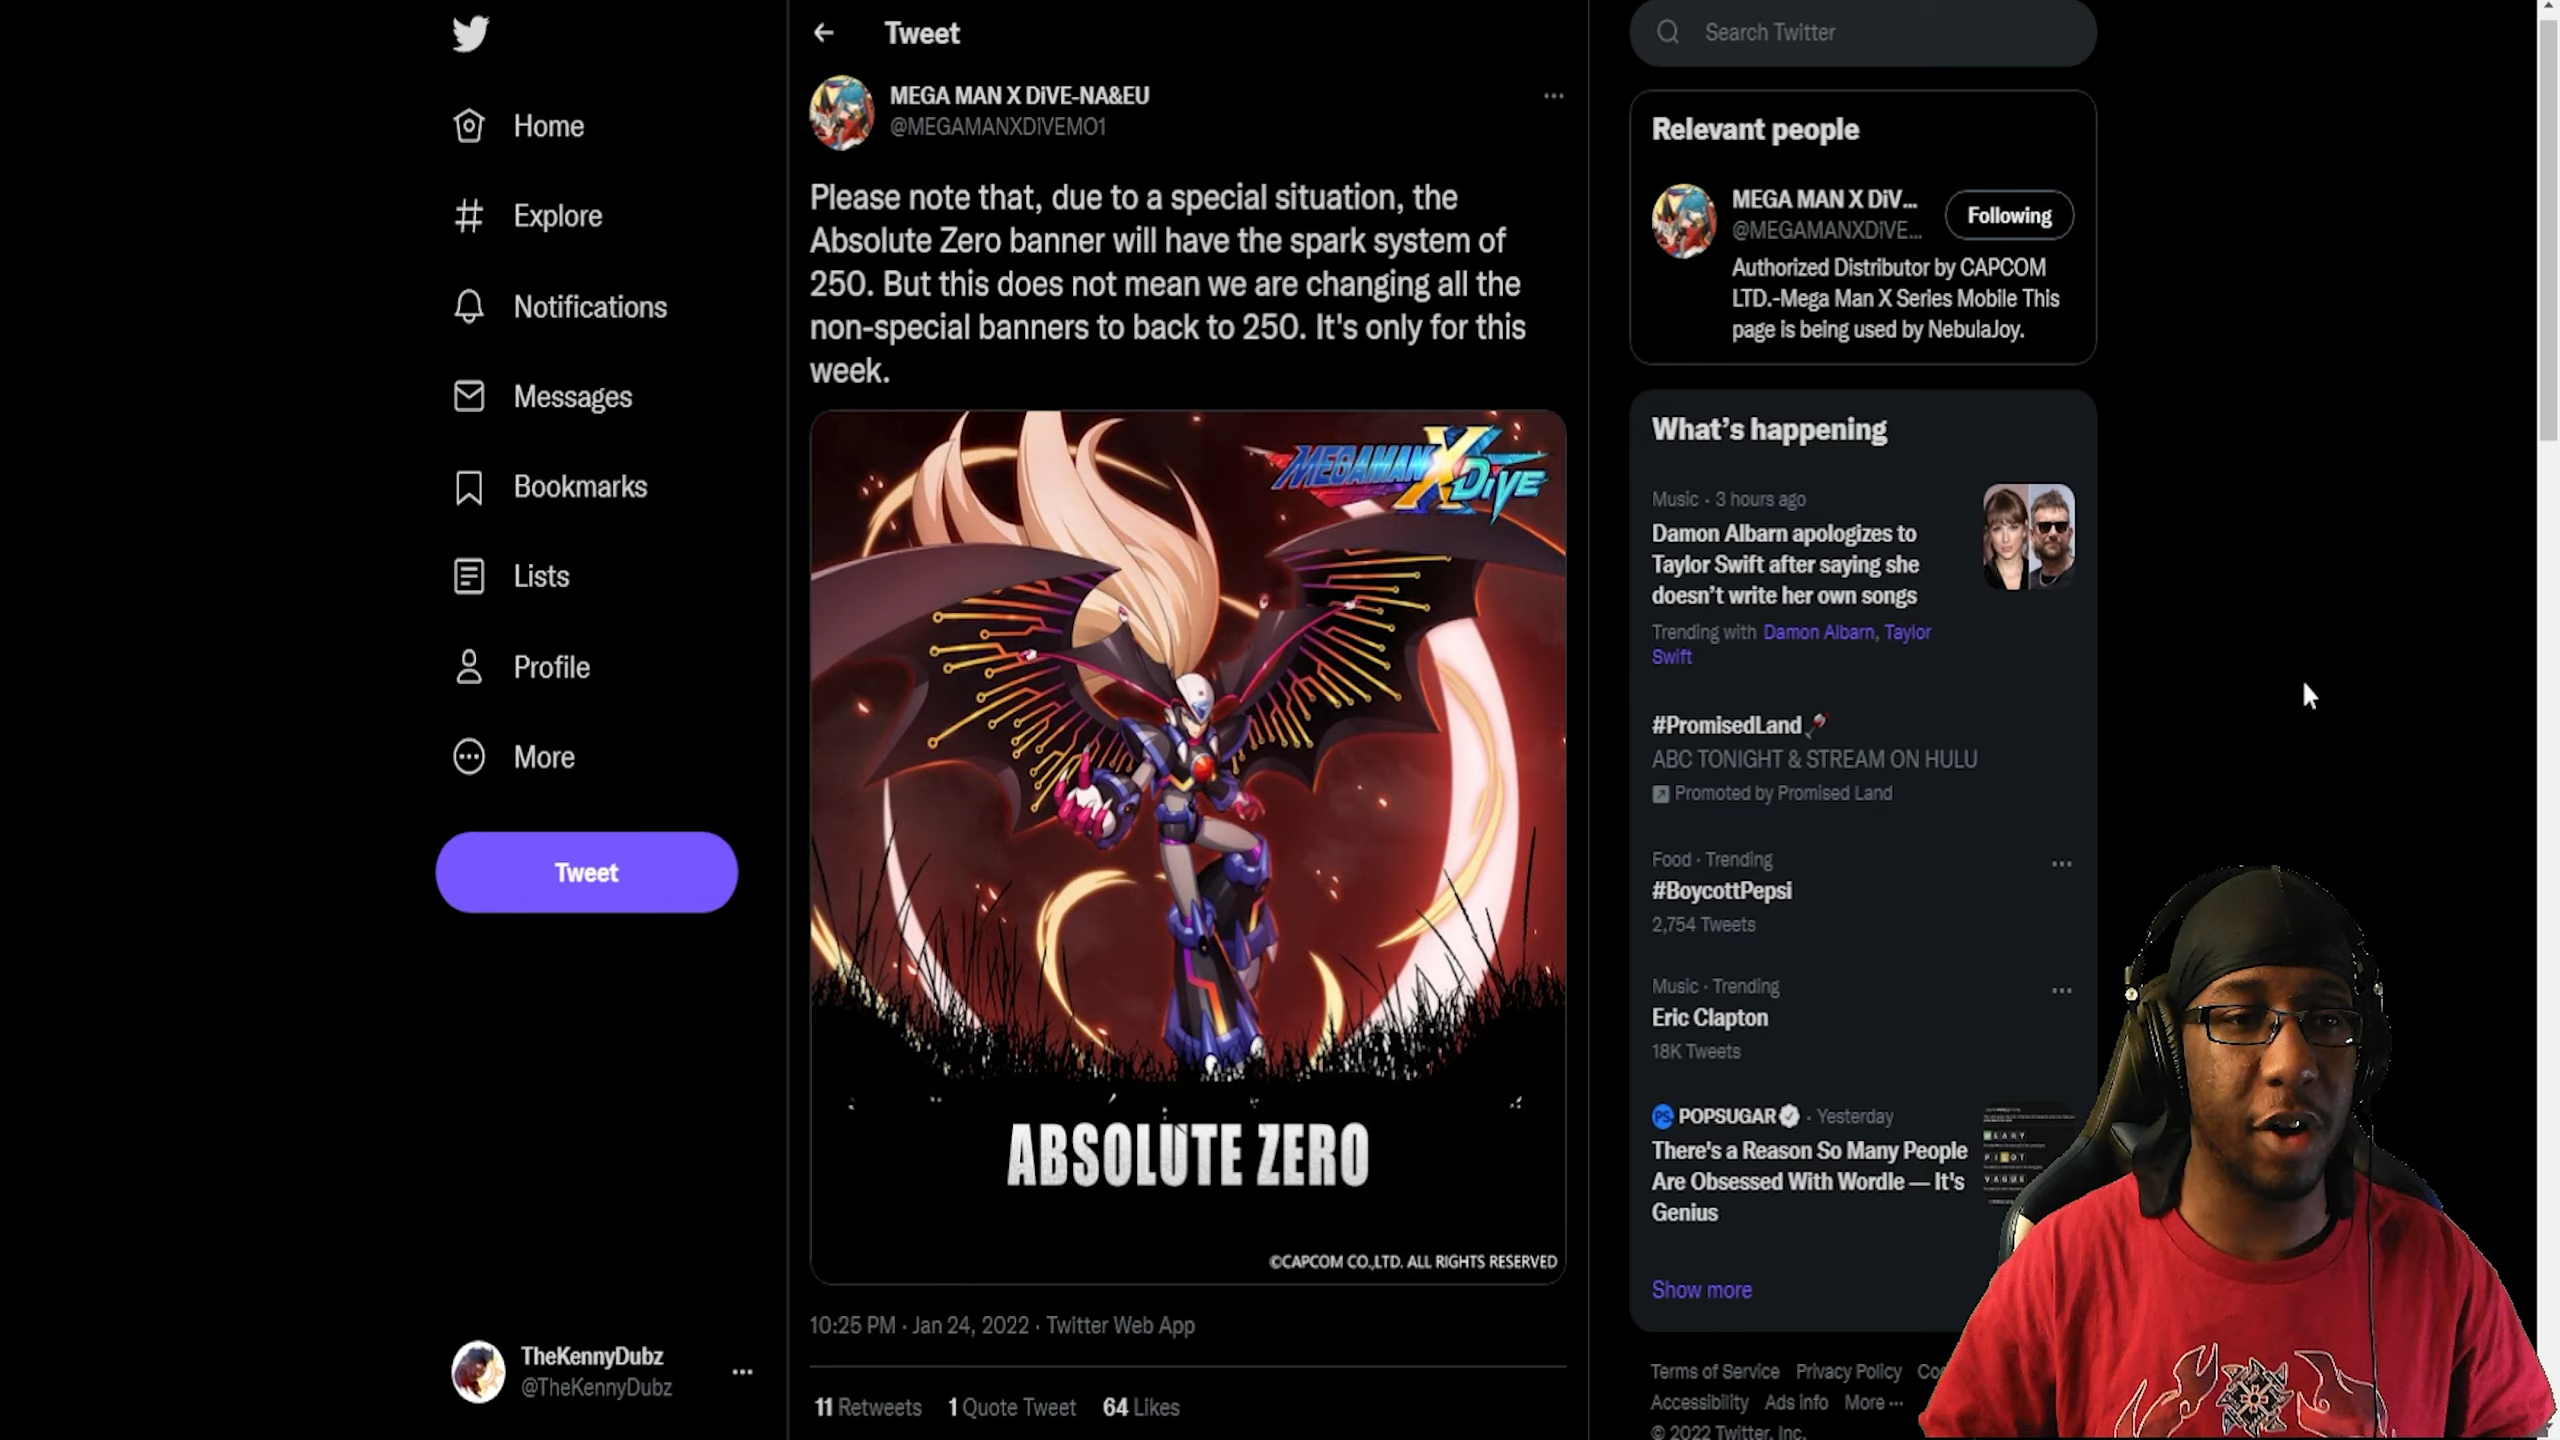 Home
Explore
Notifications
Messages
Bookmarks
Lists
Profile
More
Tweet
TheKennyDubz
@TheKennyDubz
Tweet
MEGA MAN X DiVE-NA&EU
@MEGAMANXDiVEMO1
Please note that, due to a special situation, the
Absolute Zero banner will have the spark system of
250. But this does not mean we are changing all the
non-special banners to back to 250. It's only for this
week.
MEGAMAN X DiVE
ABSOLUTE ZERO
©CAPCOM CO.,LTD. ALL RIGHTS RESERVED
10:25 PM · Jan 24, 2022 · Twitter Web App
11 Retweets 1 Quote Tweet 64 Likes
Search Twitter
Relevant people
MEGA MAN X DiV...
@MEGAMANXDiVE...
Following
Authorized Distributor by CAPCOM
LTD.-Mega Man X Series Mobile This
page is being used by NebulaJoy.
What's happening
Music · 3 hours ago
Damon Albarn apologizes to
Taylor Swift after saying she
doesn't write her own songs
Trending with Damon Albarn, Taylor
Swift
#PromisedLand
ABC TONIGHT & STREAM ON HULU
Promoted by Promised Land
Food · Trending
#BoycottPepsi
2,754 Tweets
Music · Trending
Eric Clapton
18K Tweets
PS POPSUGAR · Yesterday
There's a Reason So Many People
Are Obsessed With Wordle — It's
Genius
Show more
Terms of Service Privacy Policy
Accessibility Ads info More ···
© 2022 Twitter, Inc.